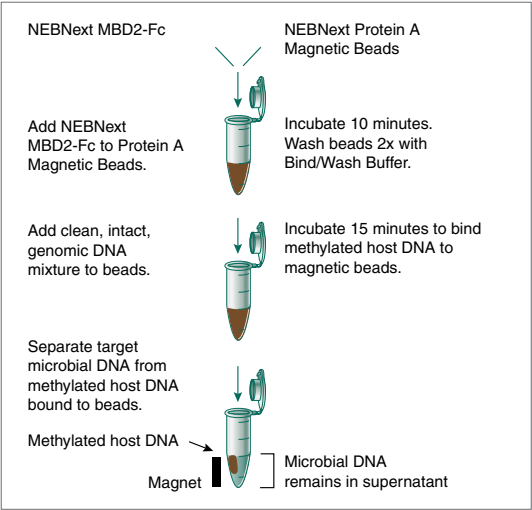 NEBNext MBD2-Fc
NEBNext Protein A
Magnetic Beads
Add NEBNext
MBD2-Fc to Protein A
Magnetic Beads.
Incubate 10 minutes.
Wash beads 2x with
Bind/Wash Buffer.
Add clean, intact,
genomic DNA
mixture to beads.
Incubate 15 minutes to bind
methylated host DNA to
magnetic beads.
Separate target
microbial DNA from
methylated host DNA
bound to beads.
Methylated host DNA
Magnet
Microbial DNA
remains in supernatant